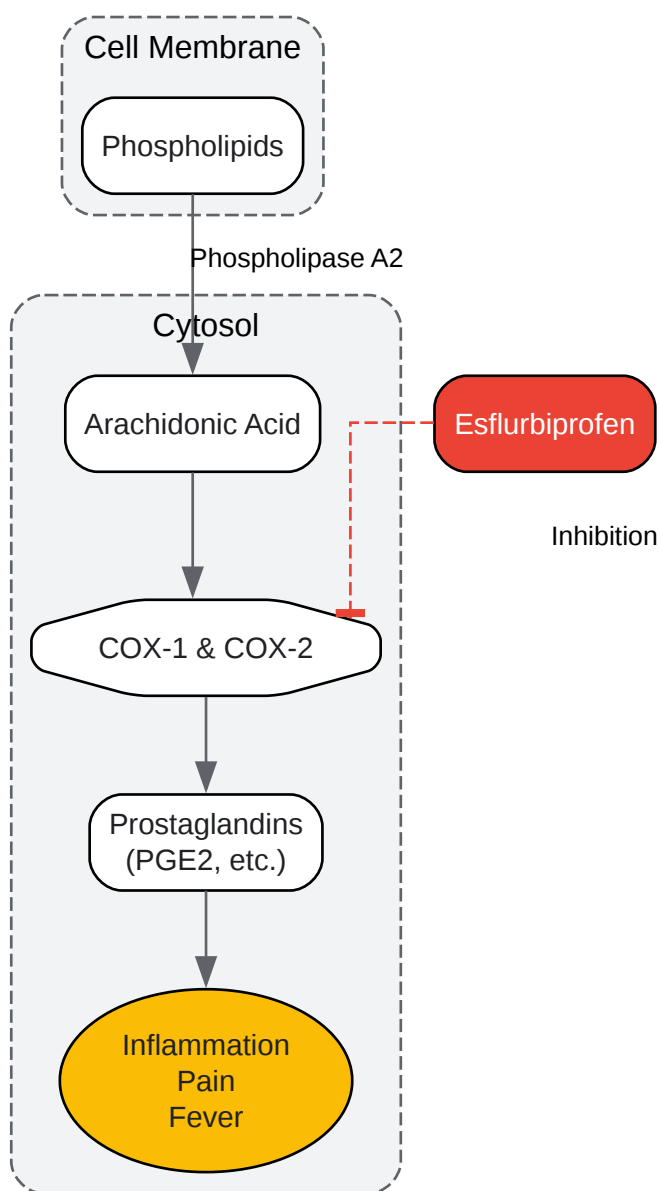 Cell Membrane
Phospholipids
Phospholipase A2
Cytosol
Arachidonic Acid
Esflurbiprofen
Inhibition
COX-1 & COX-2
Prostaglandins
(PGE2, etc.)
Inflammation
Pain
Fever